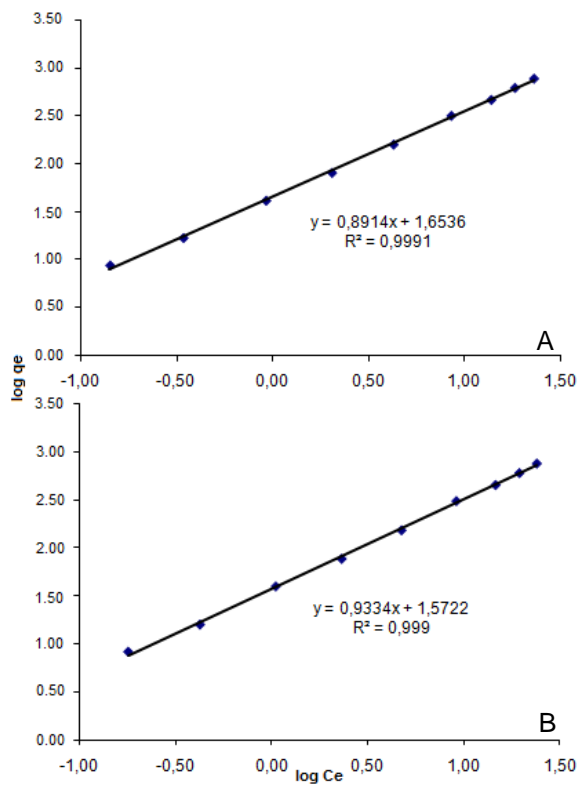 3.50
3.00
2.50
2.00
y = 0,8914x + 1,6536
R² = 0,9991
1.50
1.00
0.50
0.00
A
-1,00 -0,50 0,00 0,50 1,00 1,50
log qe
3.50
3.00
2.50
2.00
1.50
y = 0,9334x + 1,5722
R² = 0,999
1.00
0.50
0.00
B
-1,00 -0,50 0,00 0,50 1,00 1,50
log Ce